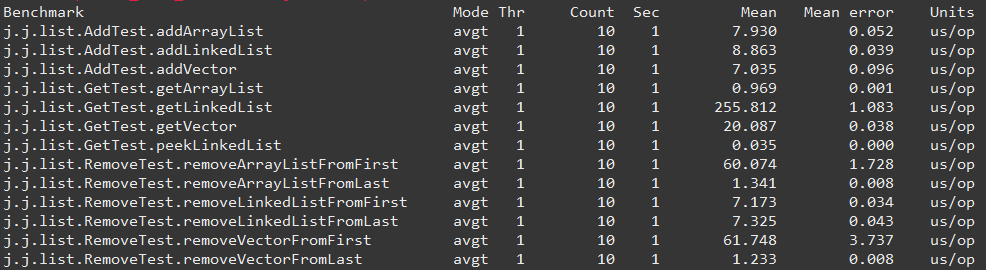 Benchmark Mode Thr Count Sec Mean Mean error Units
j.j.list.AddTest.addArrayList avgt 1 10 1 7.930 0.052 us/op
j.j.list.AddTest.addLinkedList avgt 1 10 1 8.863 0.039 us/op
j.j.list.AddTest.addVector avgt 1 10 1 7.035 0.096 us/op
j.j.list.GetTest.getArrayList avgt 1 10 1 0.969 0.001 us/op
j.j.list.GetTest.getLinkedList avgt 1 10 1 255.812 1.083 us/op
j.j.list.GetTest.getVector avgt 1 10 1 20.087 0.038 us/op
j.j.list.GetTest.peekLinkedList avgt 1 10 1 0.035 0.000 us/op
j.j.list.RemoveTest.removeArrayListFromFirst avgt 1 10 1 60.074 1.728 us/op
j.j.list.RemoveTest.removeArrayListFromLast avgt 1 10 1 1.341 0.008 us/op
j.j.list.RemoveTest.removeLinkedListFromFirst avgt 1 10 1 7.173 0.034 us/op
j.j.list.RemoveTest.removeLinkedListFromLast avgt 1 10 1 7.325 0.043 us/op
j.j.list.RemoveTest.removeVectorFromFirst avgt 1 10 1 61.748 3.737 us/op
j.j.list.RemoveTest.removeVectorFromLast avgt 1 10 1 1.233 0.008 us/op